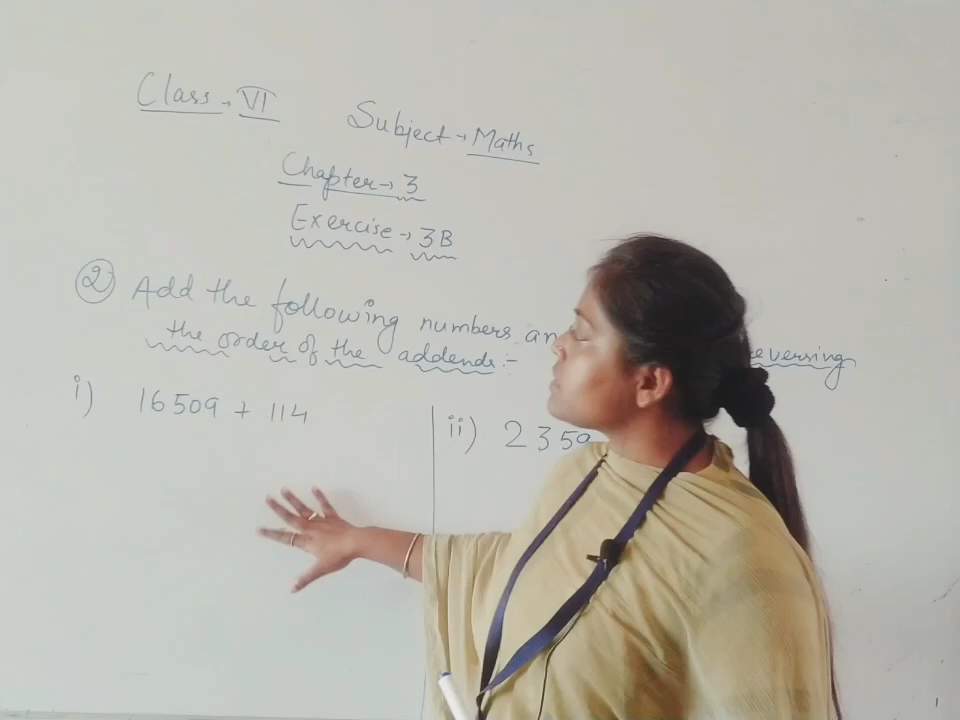 Class → VI
Subject → Maths
Chapter → 3
Exercise → 3B
② Add the following numbers an eversing
the order of the addends:-
i) 16509 + 114
ii) 2359